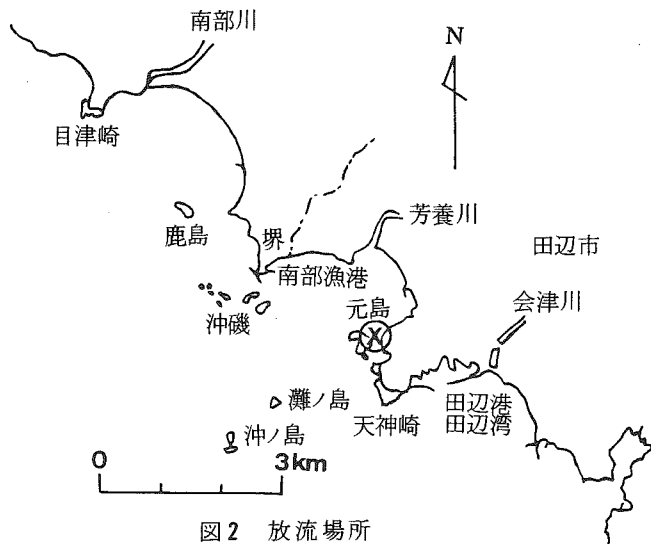 南部川
N
目津崎
鹿島
堺
芳養川
田辺市
南部漁港
会津川
沖磯
元島
X
灘ノ島
天神崎
田辺港
田辺湾
沖ノ島
0 3km
図2 放流場所